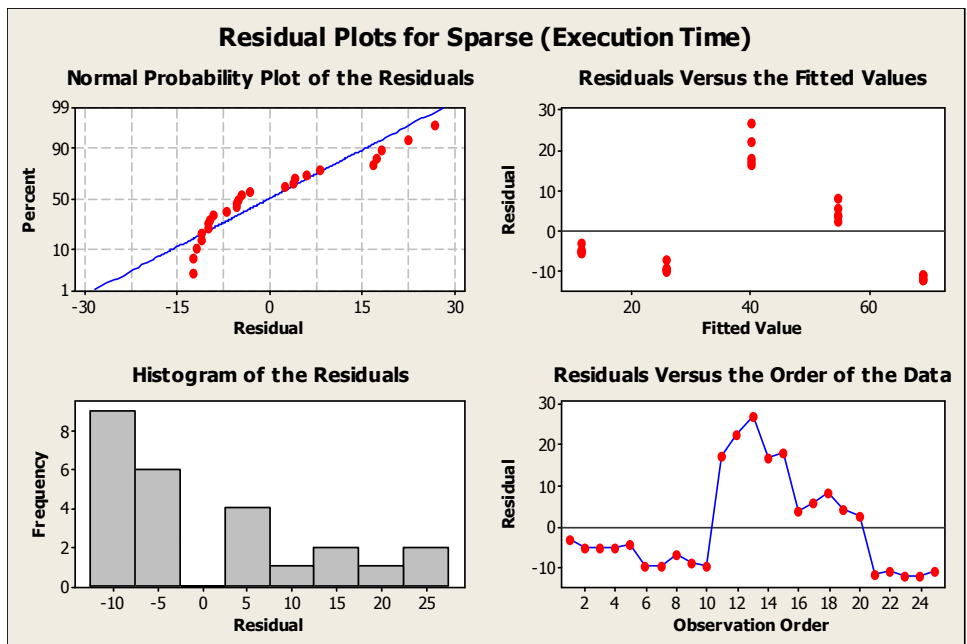 Residual Plots for Sparse (Execution Time)
Normal Probability Plot of the Residuals
99
90
50
10
1
Percent
-30 -15 0 15 30
Residual
Residuals Versus the Fitted Values
30
20
10
0
-10
Residual
20 40 60
Fitted Value
Histogram of the Residuals
8
6
4
2
0
Frequency
-10 -5 0 5 10 15 20 25
Residual
Residuals Versus the Order of the Data
30
20
10
0
-10
Residual
2 4 6 8 10 12 14 16 18 20 22 24
Observation Order